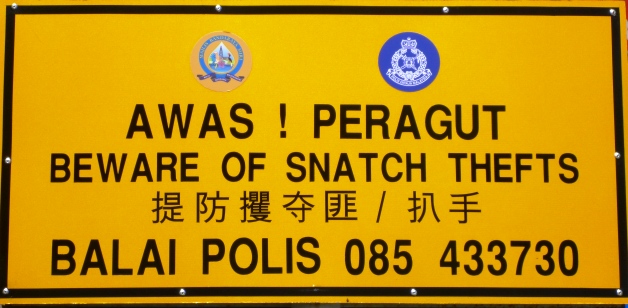 AWAS ! PERAGUT
BEWARE OF SNATCH THEFTS
提防攫夺匪 / 扒手
BALAI POLIS 085 433730